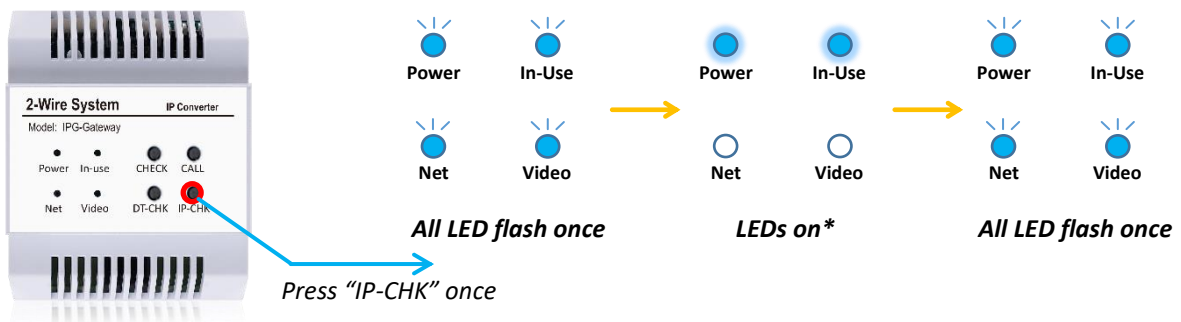 2-Wire System IP Converter
Model: IPG-Gateway
Power In-use CHECK CALL
Net Video DT-CHK IP-CHK
Press “IP-CHK” once
Power In-Use
Net Video
All LED flash once
Power In-Use
Net Video
LEDs on*
Power In-Use
Net Video
All LED flash once